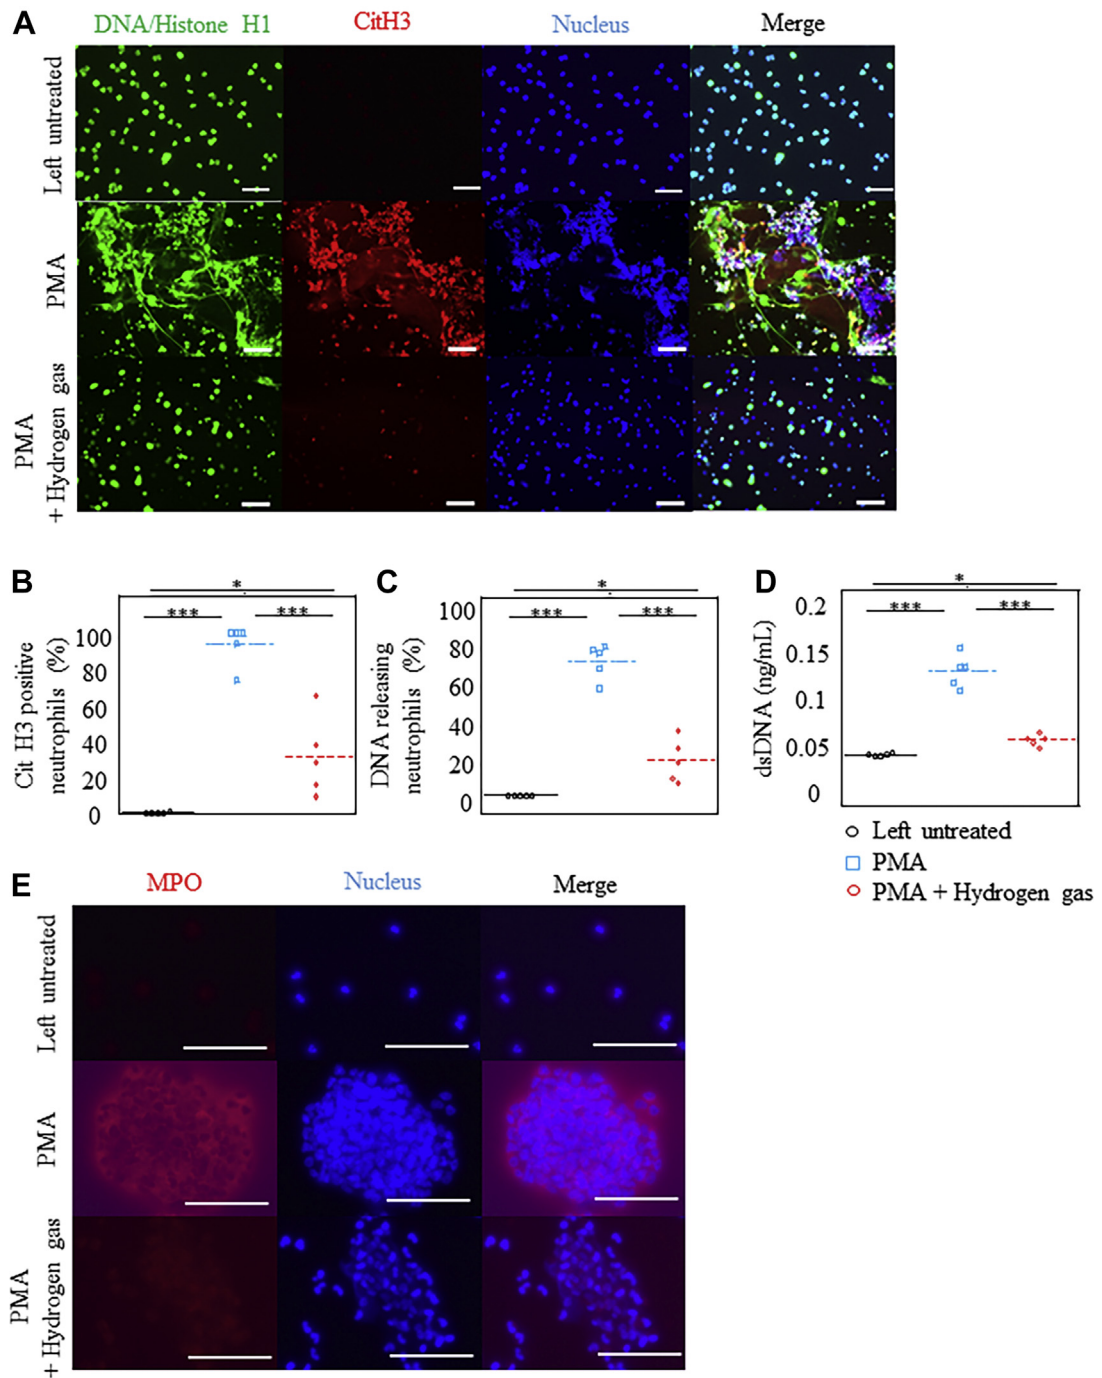 A
DNA/Histone H1
CitH3
Nucleus
Merge
Left untreated
PMA
PMA
+ Hydrogen gas
B
Cit H3 positive
neutrophils (%)
100
80
60
40
20
0
*
***
***
C
DNA releasing
neutrophils (%)
100
80
60
40
20
0
*
***
***
D
dsDNA (ng/mL)
0.2
0.15
0.1
0.05
0
*
***
***
Left untreated
PMA
PMA + Hydrogen gas
E
MPO
Nucleus
Merge
Left untreated
PMA
PMA
+ Hydrogen gas